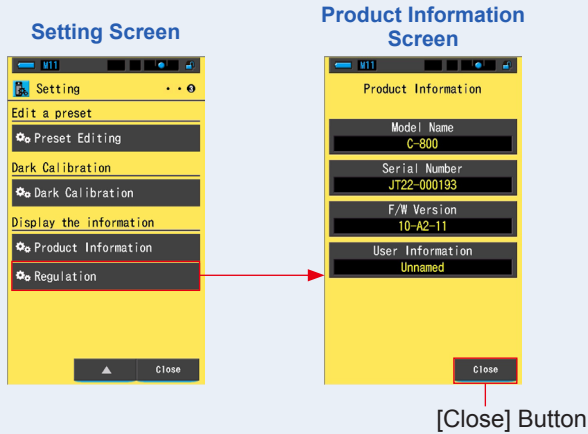 Setting Screen
M11
Setting
3
Edit a preset
Preset Editing
Dark Calibration
Dark Calibration
Display the information
Product Information
Regulation
Close
Product Information
Screen
M11
Product Information
Model Name
C-800
Serial Number
JT22-000193
F/W Version
10-A2-11
User Information
Unnamed
Close
[Close] Button